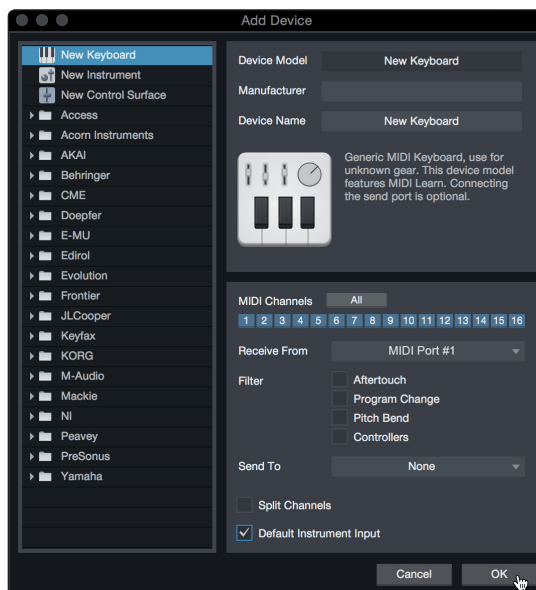 Add Device
New Keyboard
New Instrument
New Control Surface
Access
Acorn Instruments
AKAI
Behringer
CME
Doepfer
E-MU
Edirol
Evolution
Frontier
JLCooper
Keyfax
KORG
M-Audio
Mackie
NI
Peavey
PreSonus
Yamaha
Device Model New Keyboard
Manufacturer
Device Name New Keyboard
Generic MIDI Keyboard, use for
unknown gear. This device model
features MIDI Learn. Connecting
the send port is optional.
MIDI Channels All
1 2 3 4 5 6 7 8 9 10 11 12 13 14 15 16
Receive From MIDI Port #1
Filter Aftertouch
Program Change
Pitch Bend
Controllers
Send To None
Split Channels
Default Instrument Input
Cancel OK